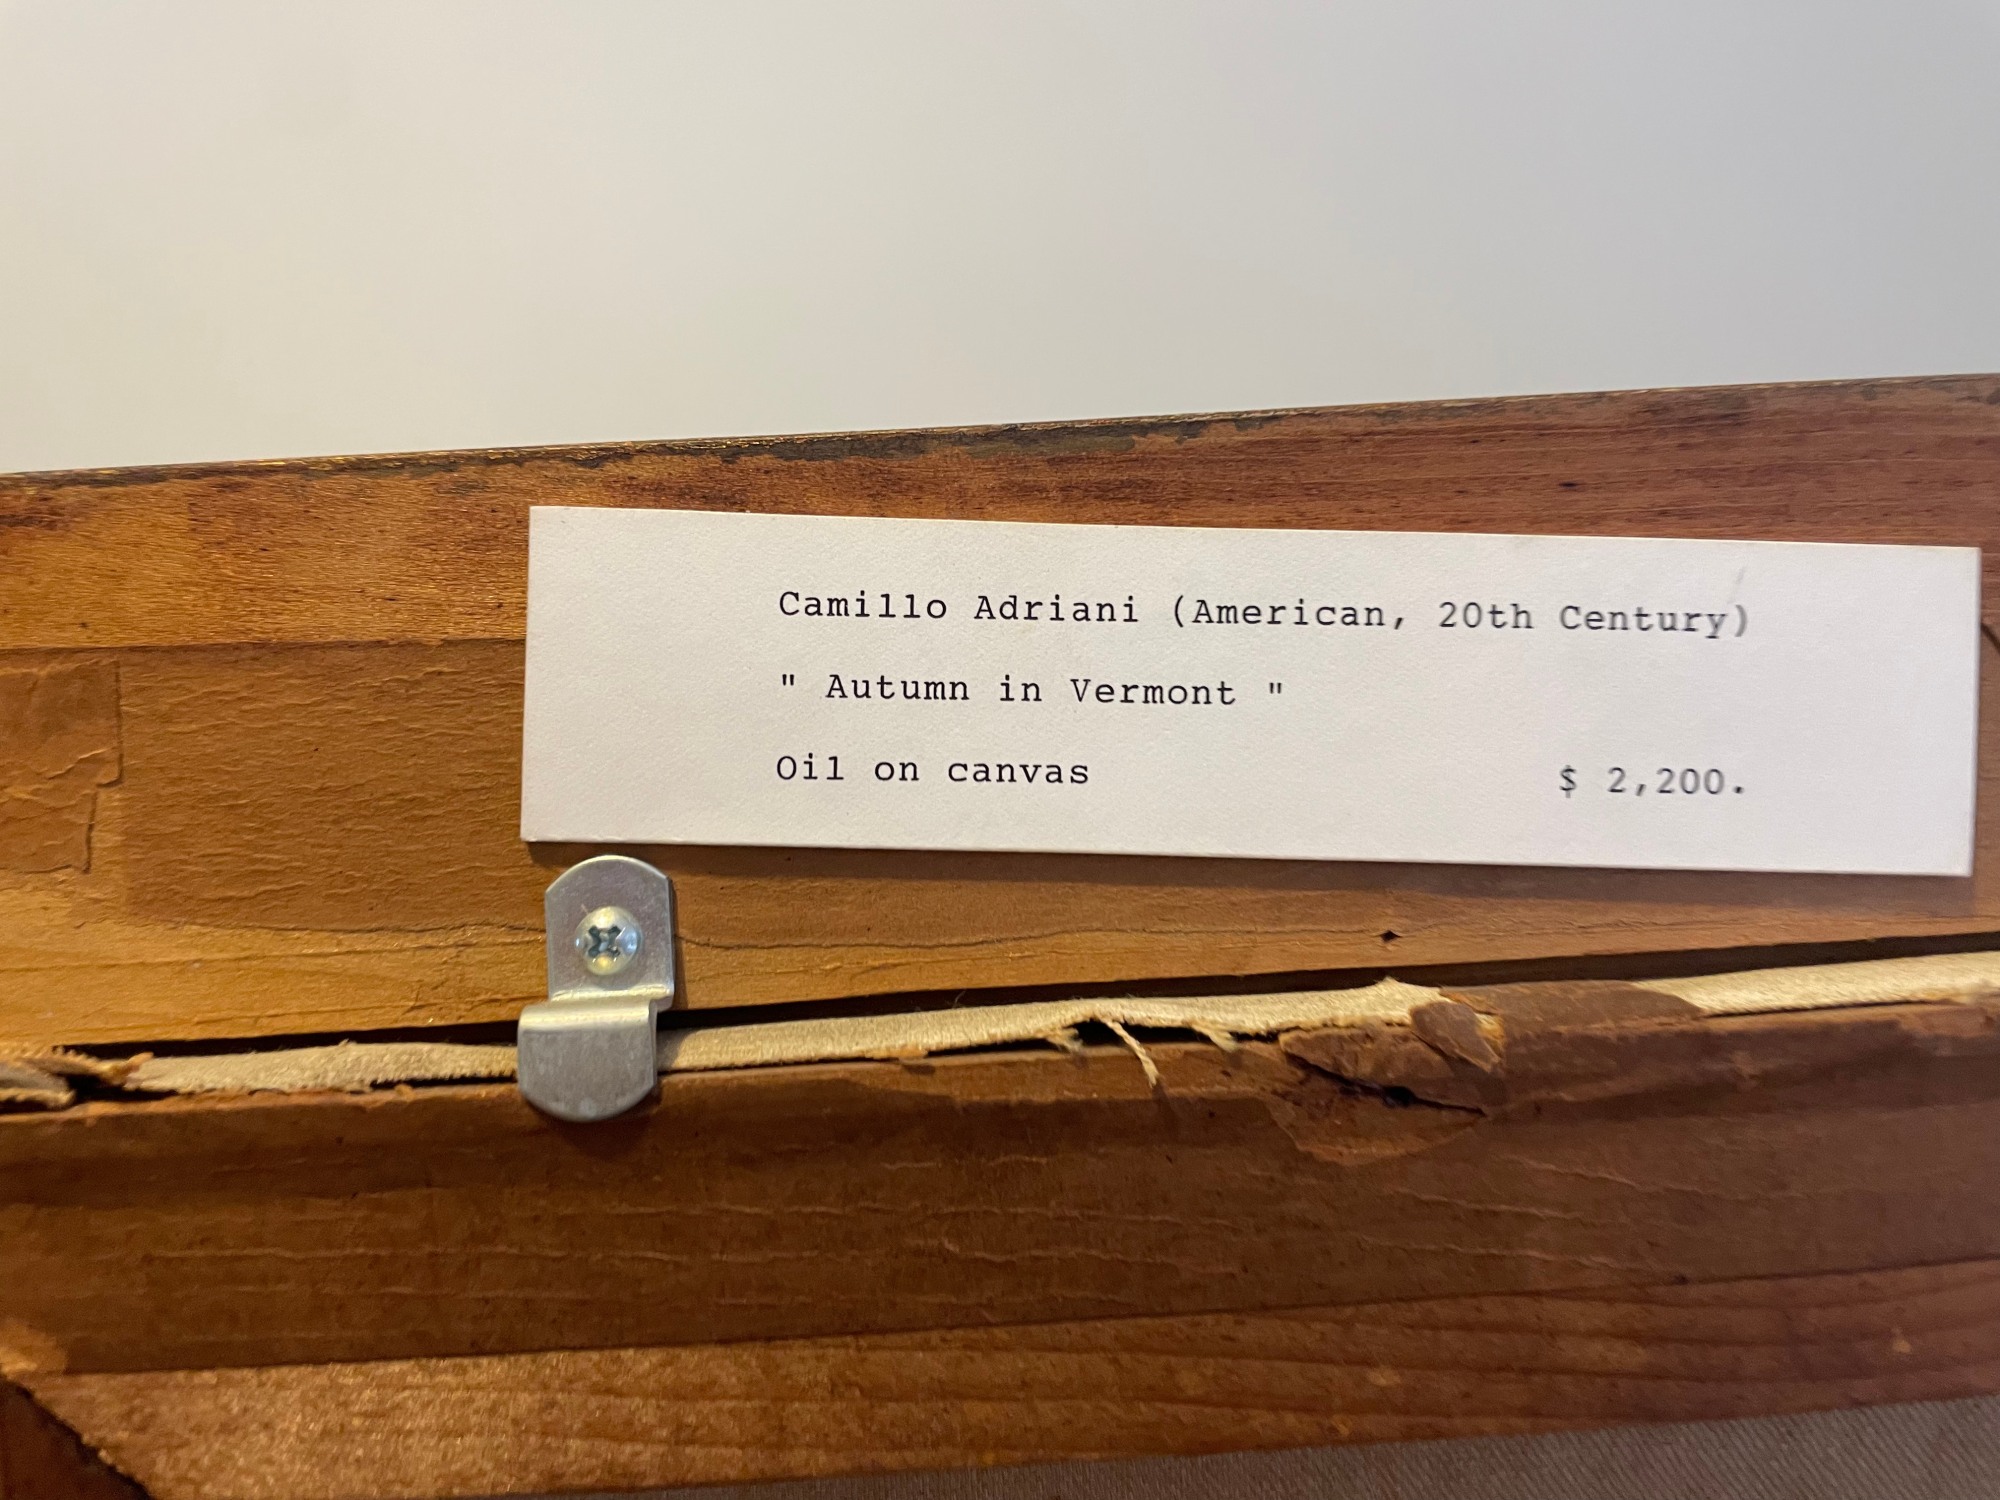 Camillo Adriani (American, 20th Century)
" Autumn in Vermont "
Oil on canvas $ 2,200.